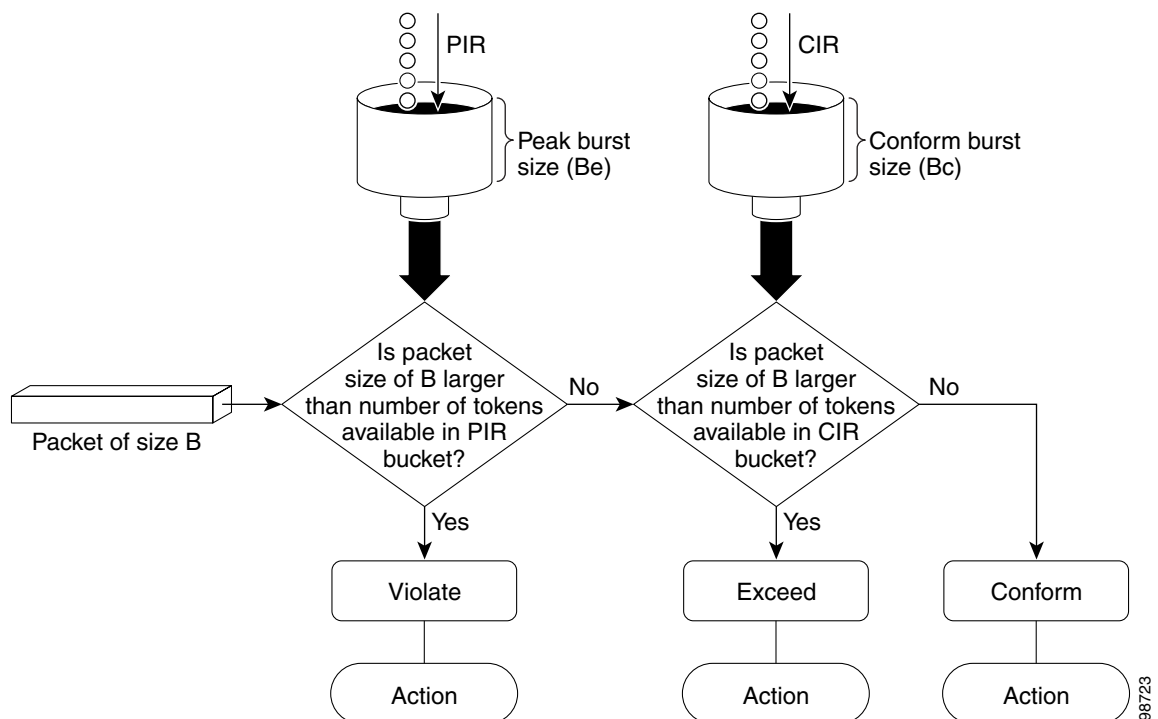 PIR
CIR
Peak burst
size (Be)
Conform burst
size (Bc)
Packet of size B
Is packet
size of B larger
than number of tokens
available in PIR
bucket?
No
Is packet
size of B larger
than number of tokens
available in CIR
bucket?
No
Yes
Yes
Violate
Exceed
Conform
Action
Action
Action
98723